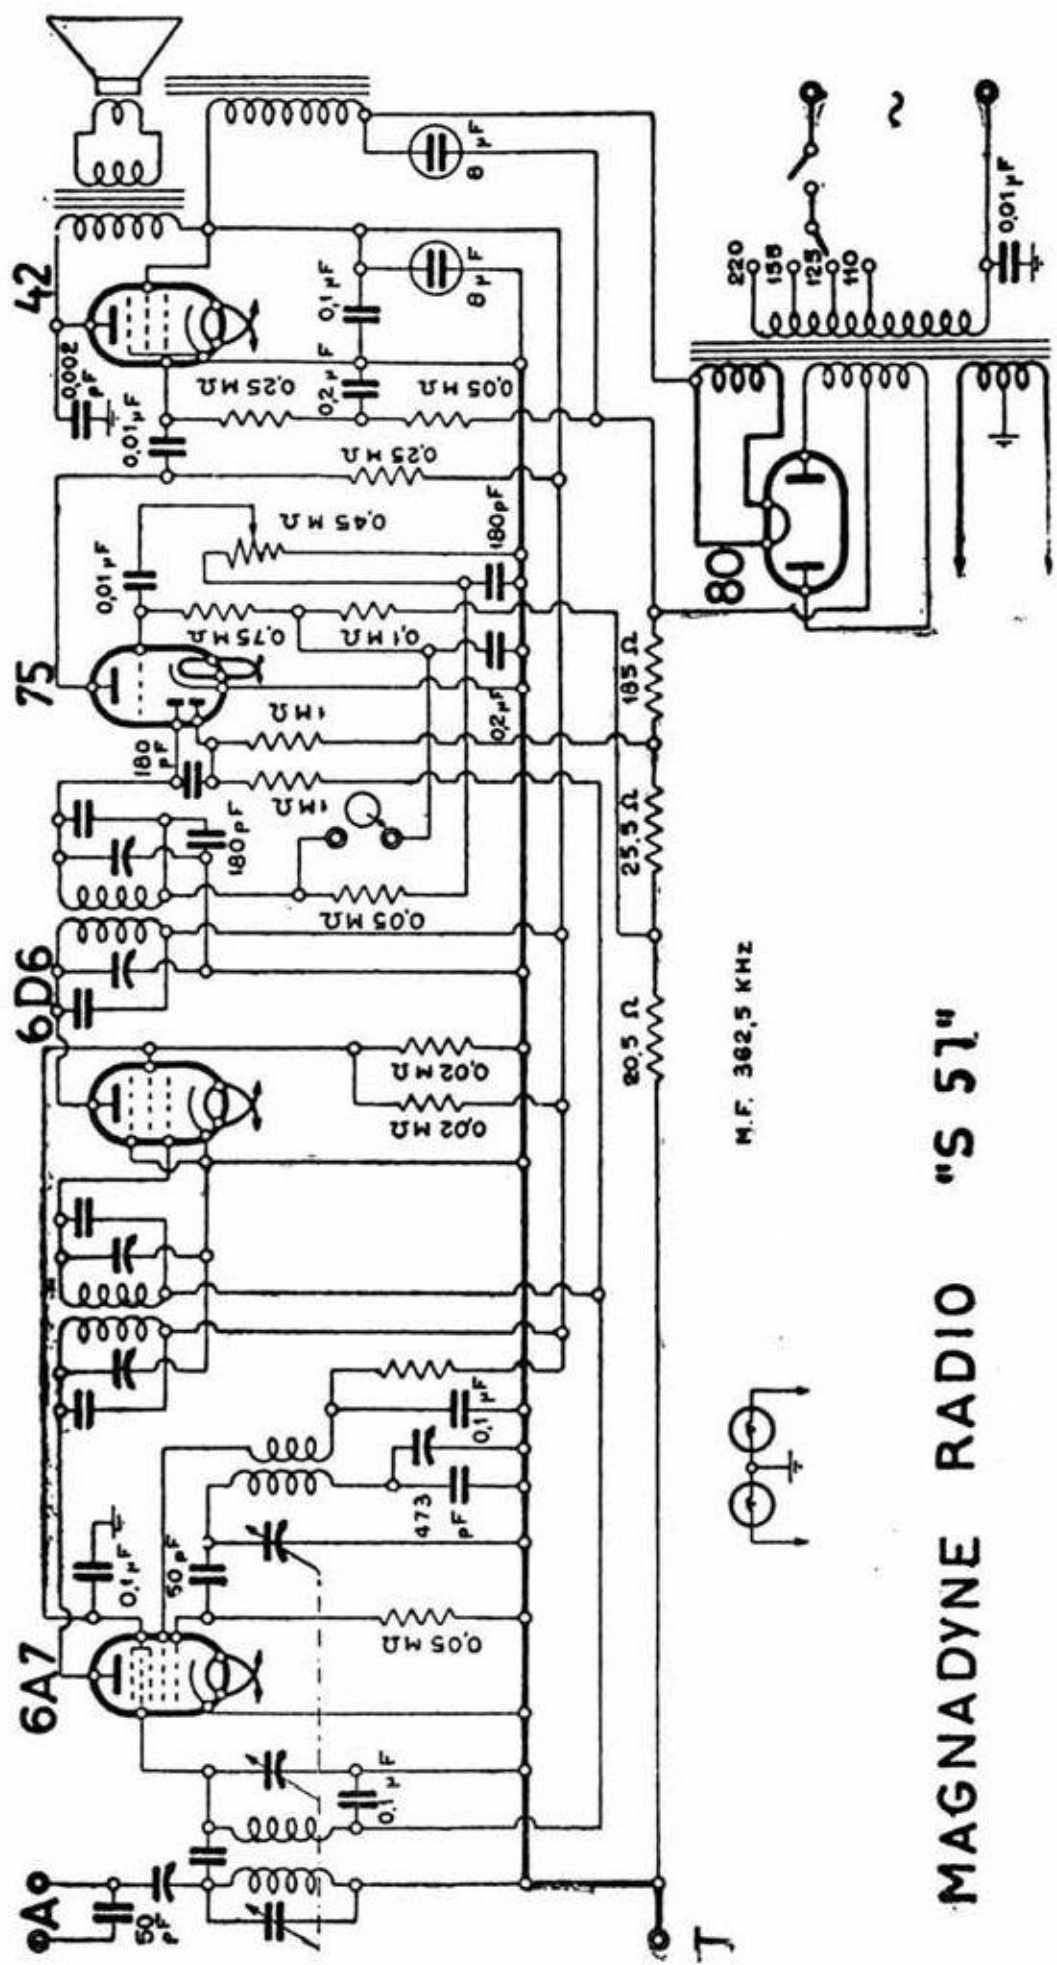 A
50 pF
6A7
0,1 µF
50 pF
0,1 µF
0,05 MΩ
473 pF
0,1 µF
6D6
0,02 MΩ
0,02 MΩ
180 pF
0,05 MΩ
180 pF
1 MΩ
1 MΩ
75
0,01 µF
0,75 MΩ
0,1 MΩ
0,2 µF
0,45 MΩ
180 pF
0,25 MΩ
0,01 µF
0,002 µF
42
0,25 MΩ
0,2 µF
0,1 µF
0,05 MΩ
8 µF
8 µF
T
20,5 Ω
25,5 Ω
185 Ω
80
M.F. 362,5 KHz
220
155
125
110
0,01 µF
~
MAGNADYNE RADIO "S 51"